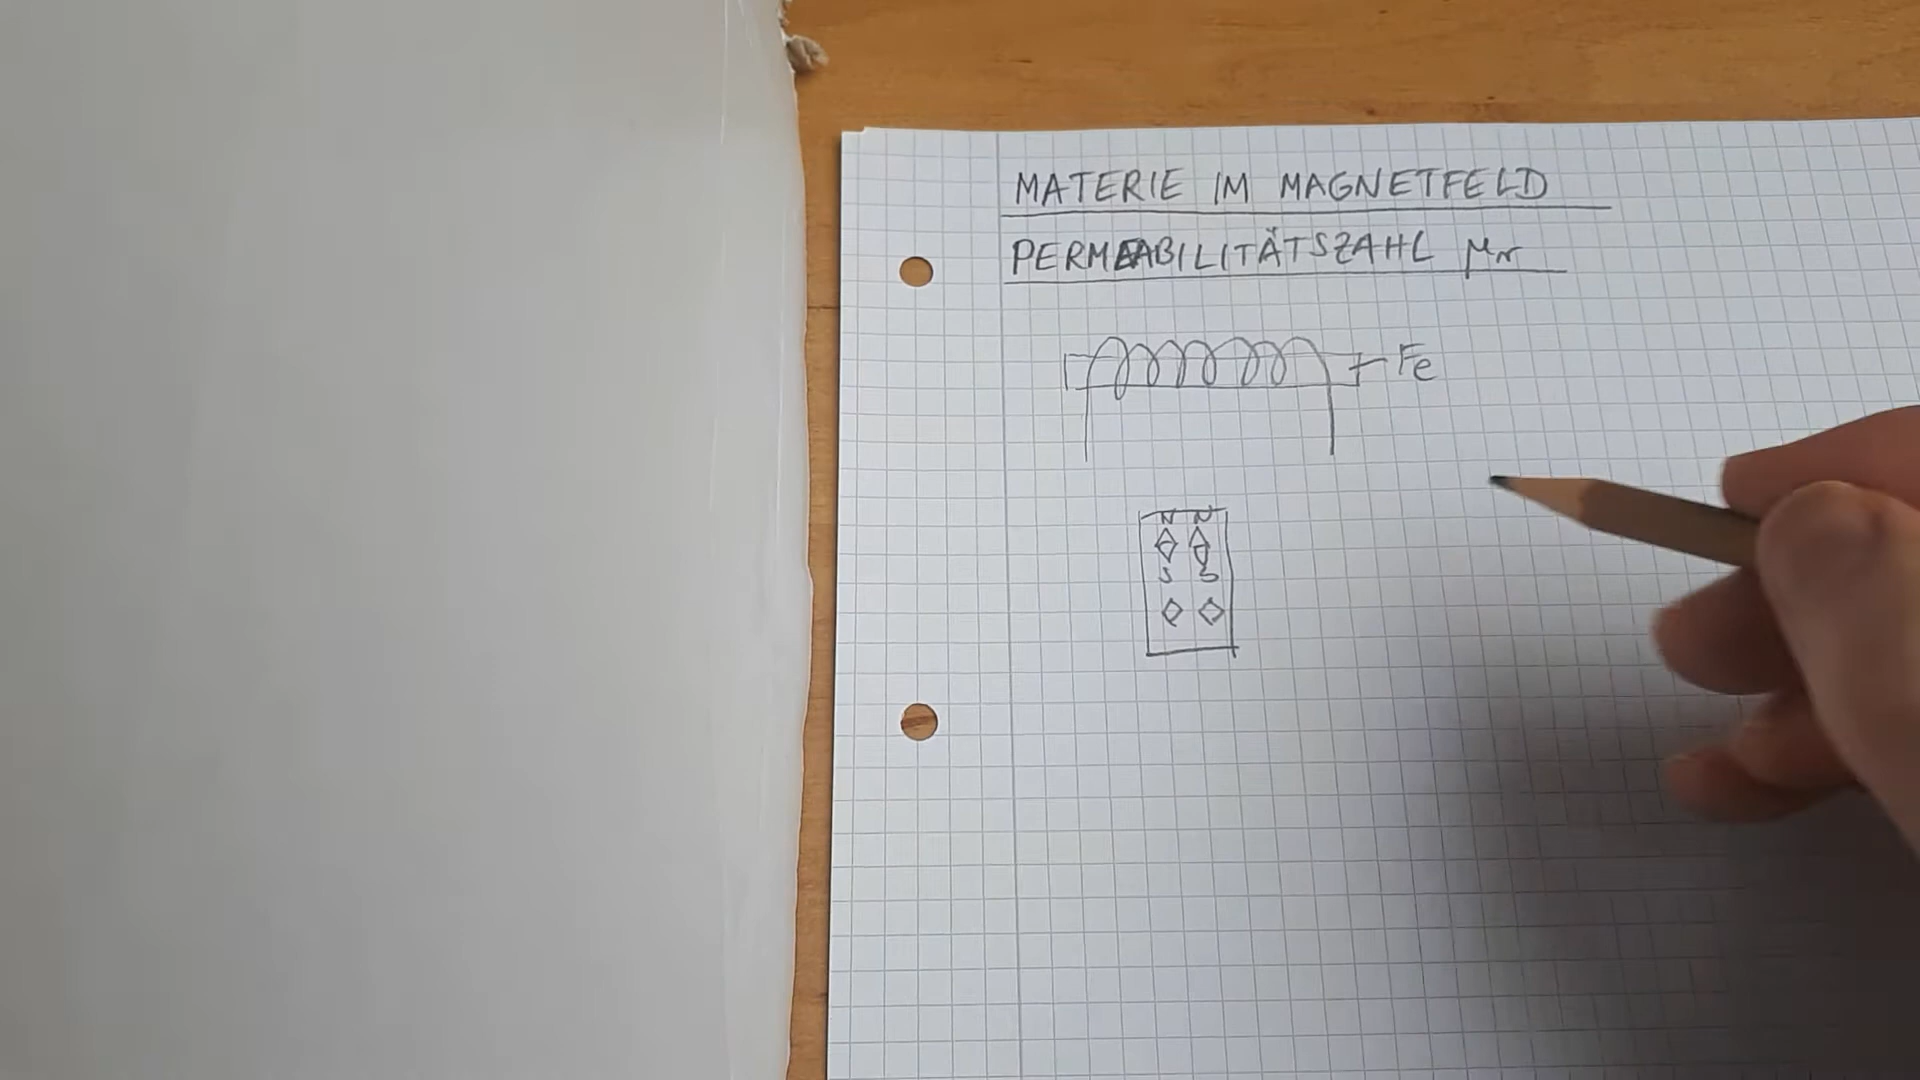 MATERIE IM MAGNETFELD
PERMEABILITÄTSZAHL μr
Fe
N N
S S